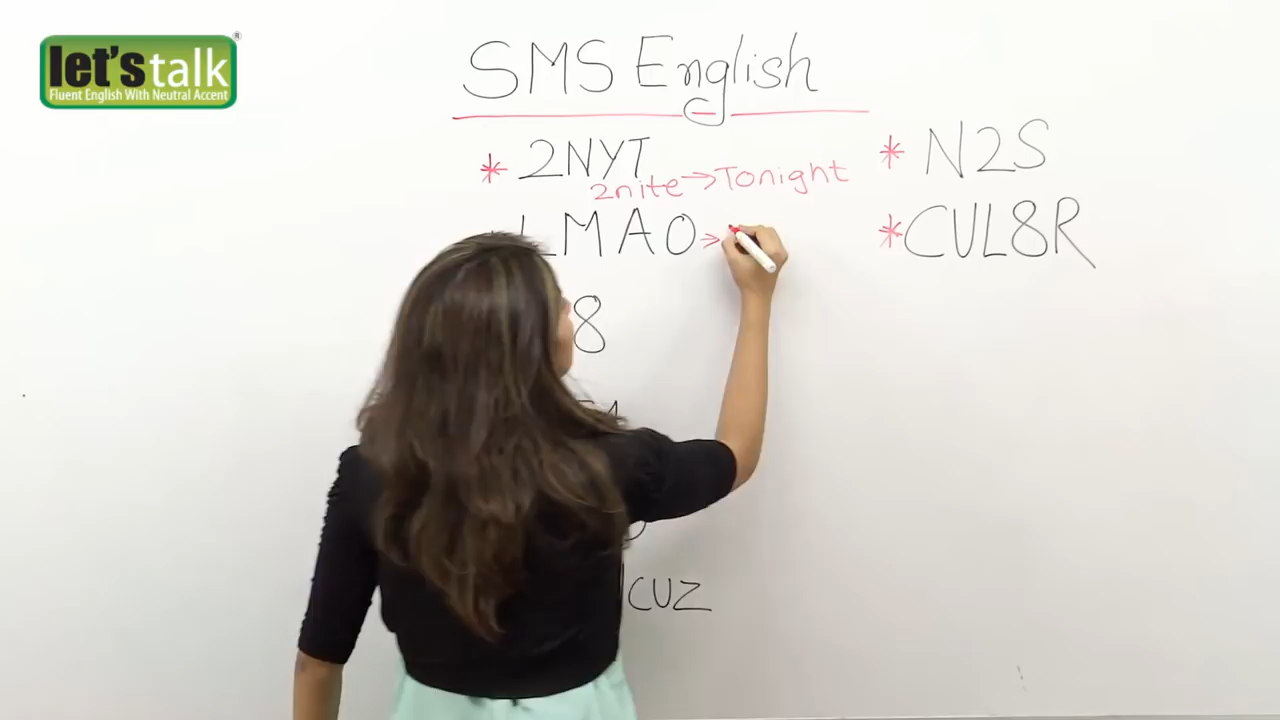 let's talk
Fluent English With Neutral Accent
SMS English
* 2NYT
2nite → Tonight
LMAO →
8
CUZ
* N2S
* CUL8R